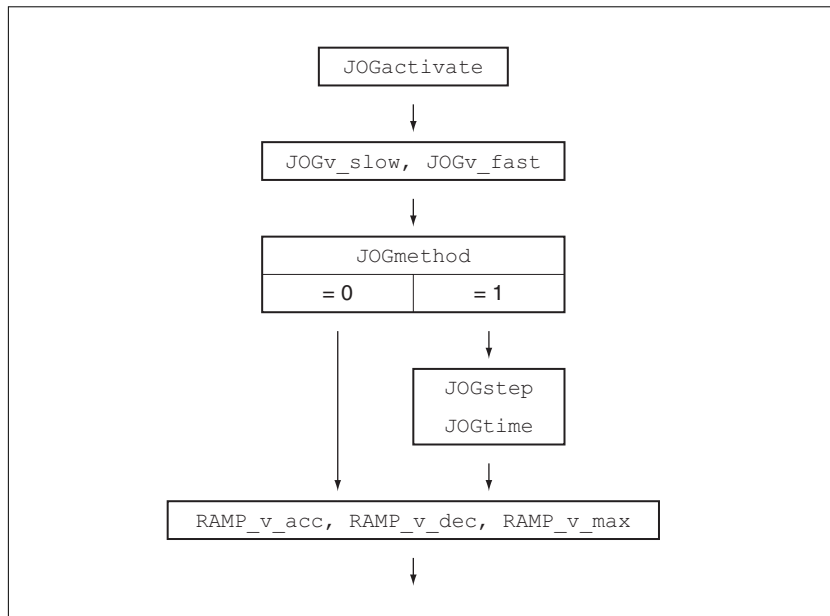 JOGactivate
JOGv_slow, JOGv_fast
JOGmethod
= 0 = 1
JOGstep
JOGtime
RAMP_v_acc, RAMP_v_dec, RAMP_v_max